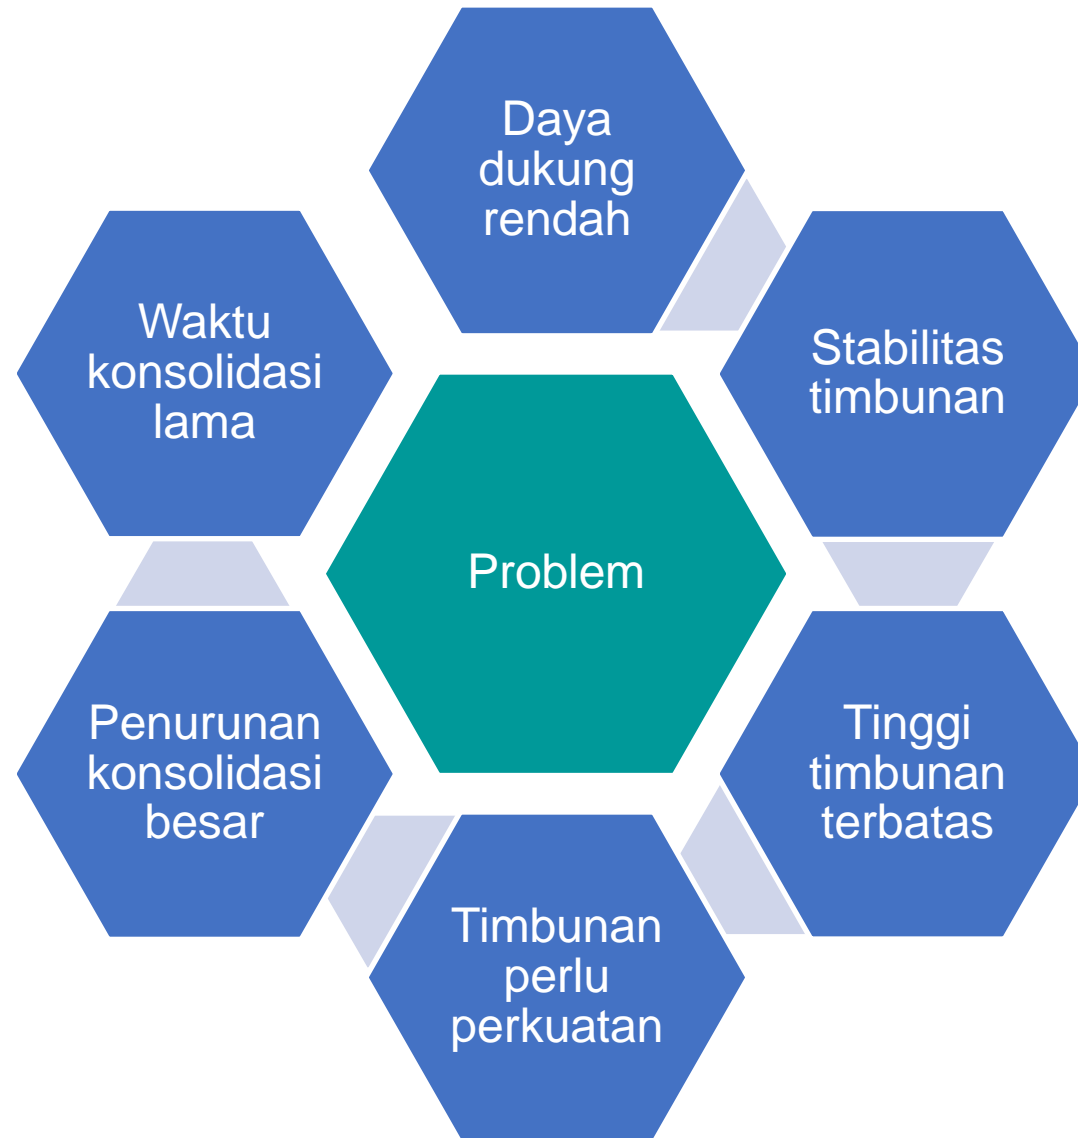 Daya
dukung
rendah
Stabilitas
timbunan
Tinggi
timbunan
terbatas
Timbunan
perlu
perkuatan
Penurunan
konsolidasi
besar
Waktu
konsolidasi
lama
Problem